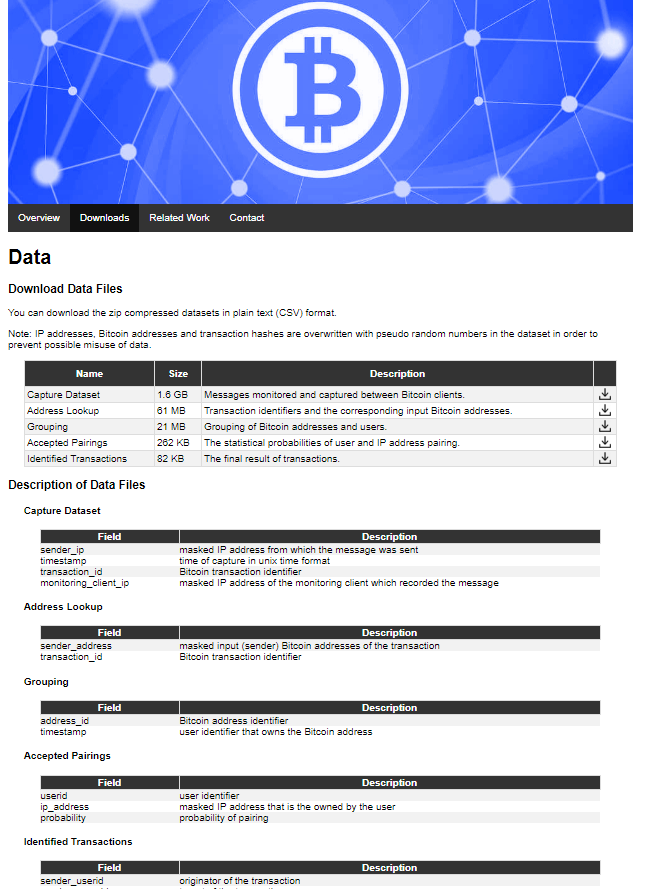 Overview Downloads Related Work Contact
Data
Download Data Files
You can download the zip compressed datasets in plain text (CSV) format.
Note: IP addresses, Bitcoin addresses and transaction hashes are overwritten with pseudo random numbers in the dataset in order to
prevent possible misuse of data.
Name Size Description
Capture Dataset 1.6 GB Messages monitored and captured between Bitcoin clients.
Address Lookup 61 MB Transaction identifiers and the corresponding input Bitcoin addresses.
Grouping 21 MB Grouping of Bitcoin addresses and users.
Accepted Pairings 262 KB The statistical probabilities of user and IP address pairing.
Identified Transactions 82 KB The final result of transactions.
Description of Data Files
Capture Dataset
Field Description
sender_ip masked IP address from which the message was sent
timestamp time of capture in unix time format
transaction_id Bitcoin transaction identifier
monitoring_client_ip masked IP address of the monitoring client which recorded the message
Address Lookup
Field Description
sender_address masked input (sender) Bitcoin addresses of the transaction
transaction_id Bitcoin transaction identifier
Grouping
Field Description
address_id Bitcoin address identifier
timestamp user identifier that owns the Bitcoin address
Accepted Pairings
Field Description
userid user identifier
ip_address masked IP address that is the owned by the user
probability probability of pairing
Identified Transactions
Field Description
sender_userid originator of the transaction